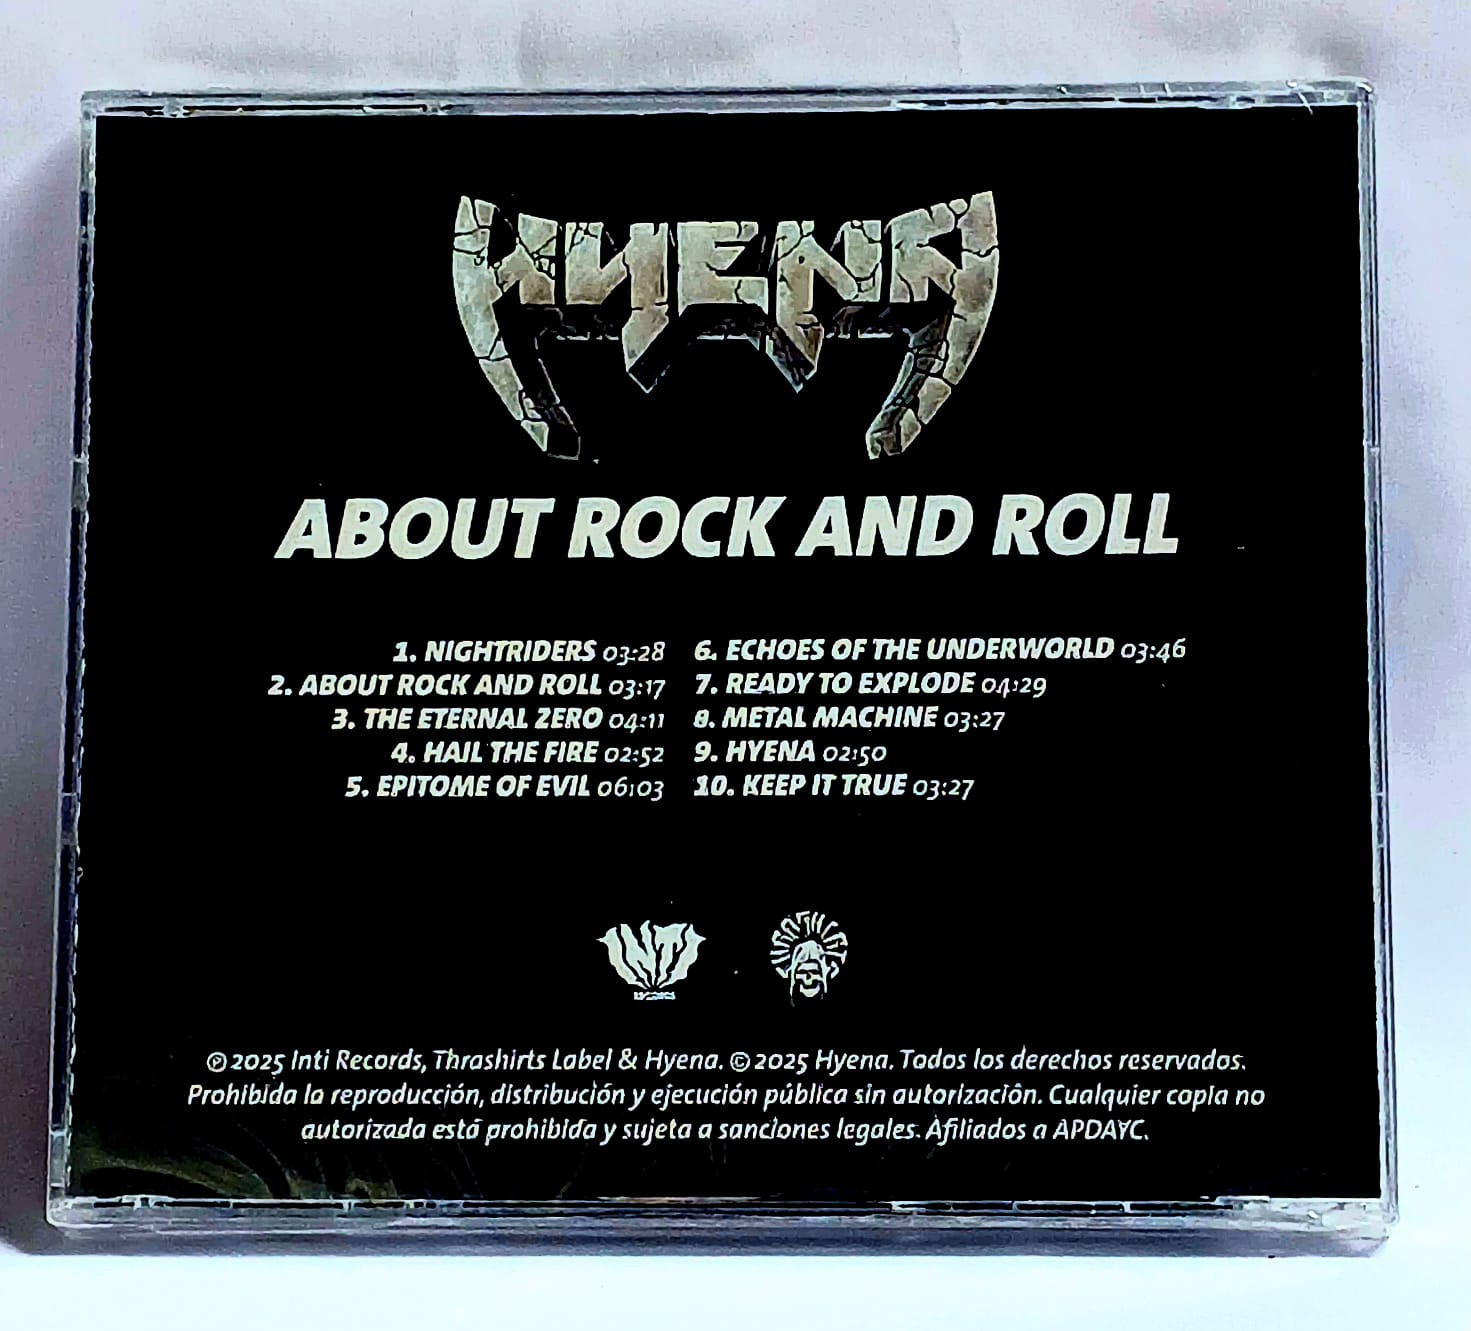 HYENA
ABOUT ROCK AND ROLL
1. NIGHTRIDERS 03:28
2. ABOUT ROCK AND ROLL 03:17
3. THE ETERNAL ZERO 04:11
4. HAIL THE FIRE 02:52
5. EPITOME OF EVIL 06:03
6. ECHOES OF THE UNDERWORLD 03:46
7. READY TO EXPLODE 04:29
8. METAL MACHINE 03:27
9. HYENA 02:50
10. KEEP IT TRUE 03:27
INTI
RECORDS
℗ 2025 Inti Records, Thrashirts Label & Hyena. © 2025 Hyena. Todos los derechos reservados.
Prohibida la reproducción, distribución y ejecución pública sin autorización. Cualquier copia no
autorizada está prohibida y sujeta a sanciones legales. Afiliados a APDAYC.